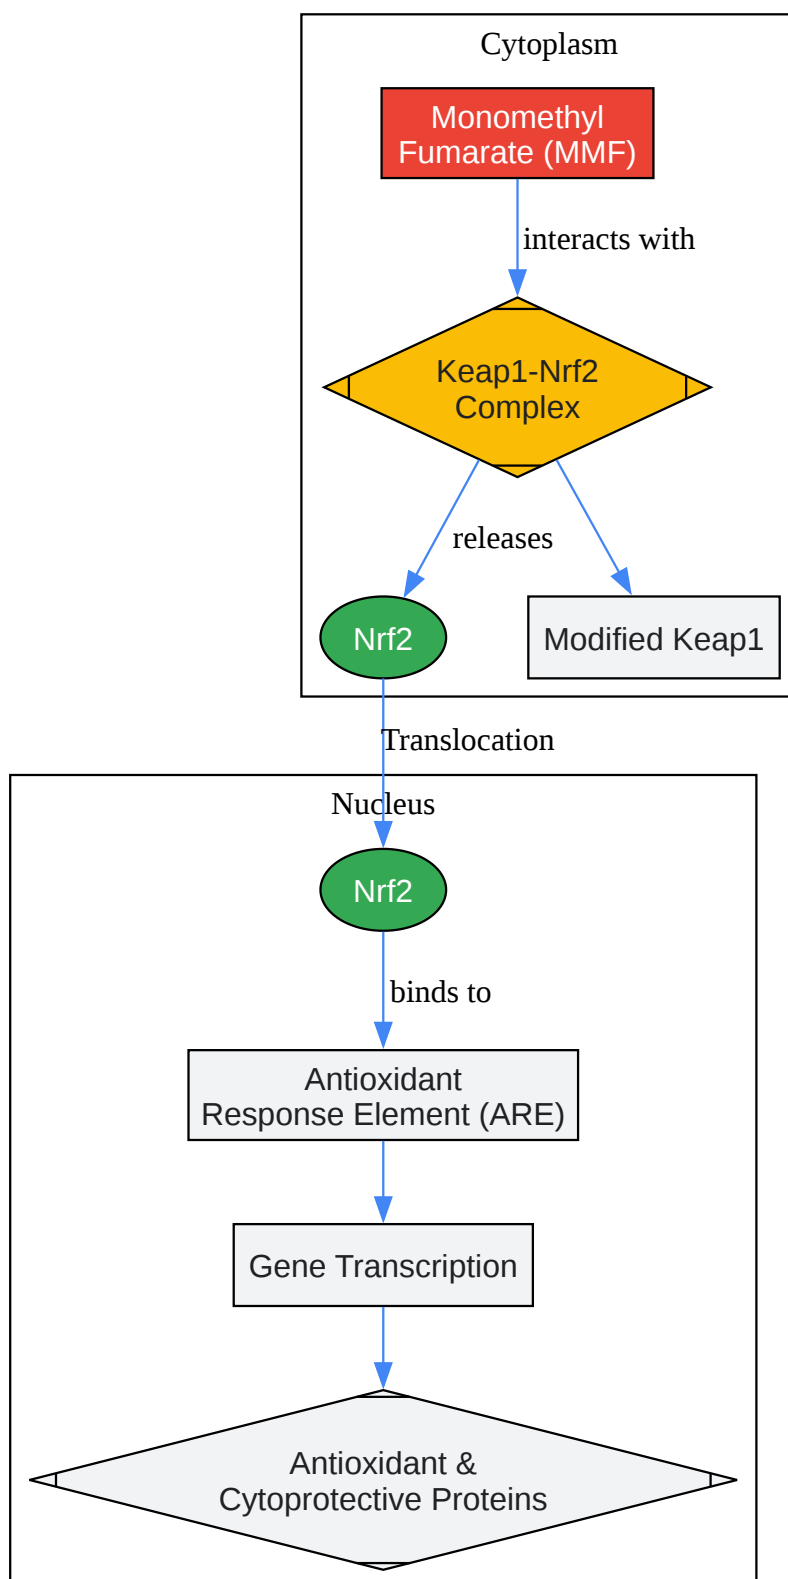 Cytoplasm
Monomethyl
Fumarate (MMF)
interacts with
Keap1-Nrf2
Complex
releases
Nrf2
Modified Keap1
Translocation
Nucleus
Nrf2
binds to
Antioxidant
Response Element (ARE)
Gene Transcription
Antioxidant &
Cytoprotective Proteins